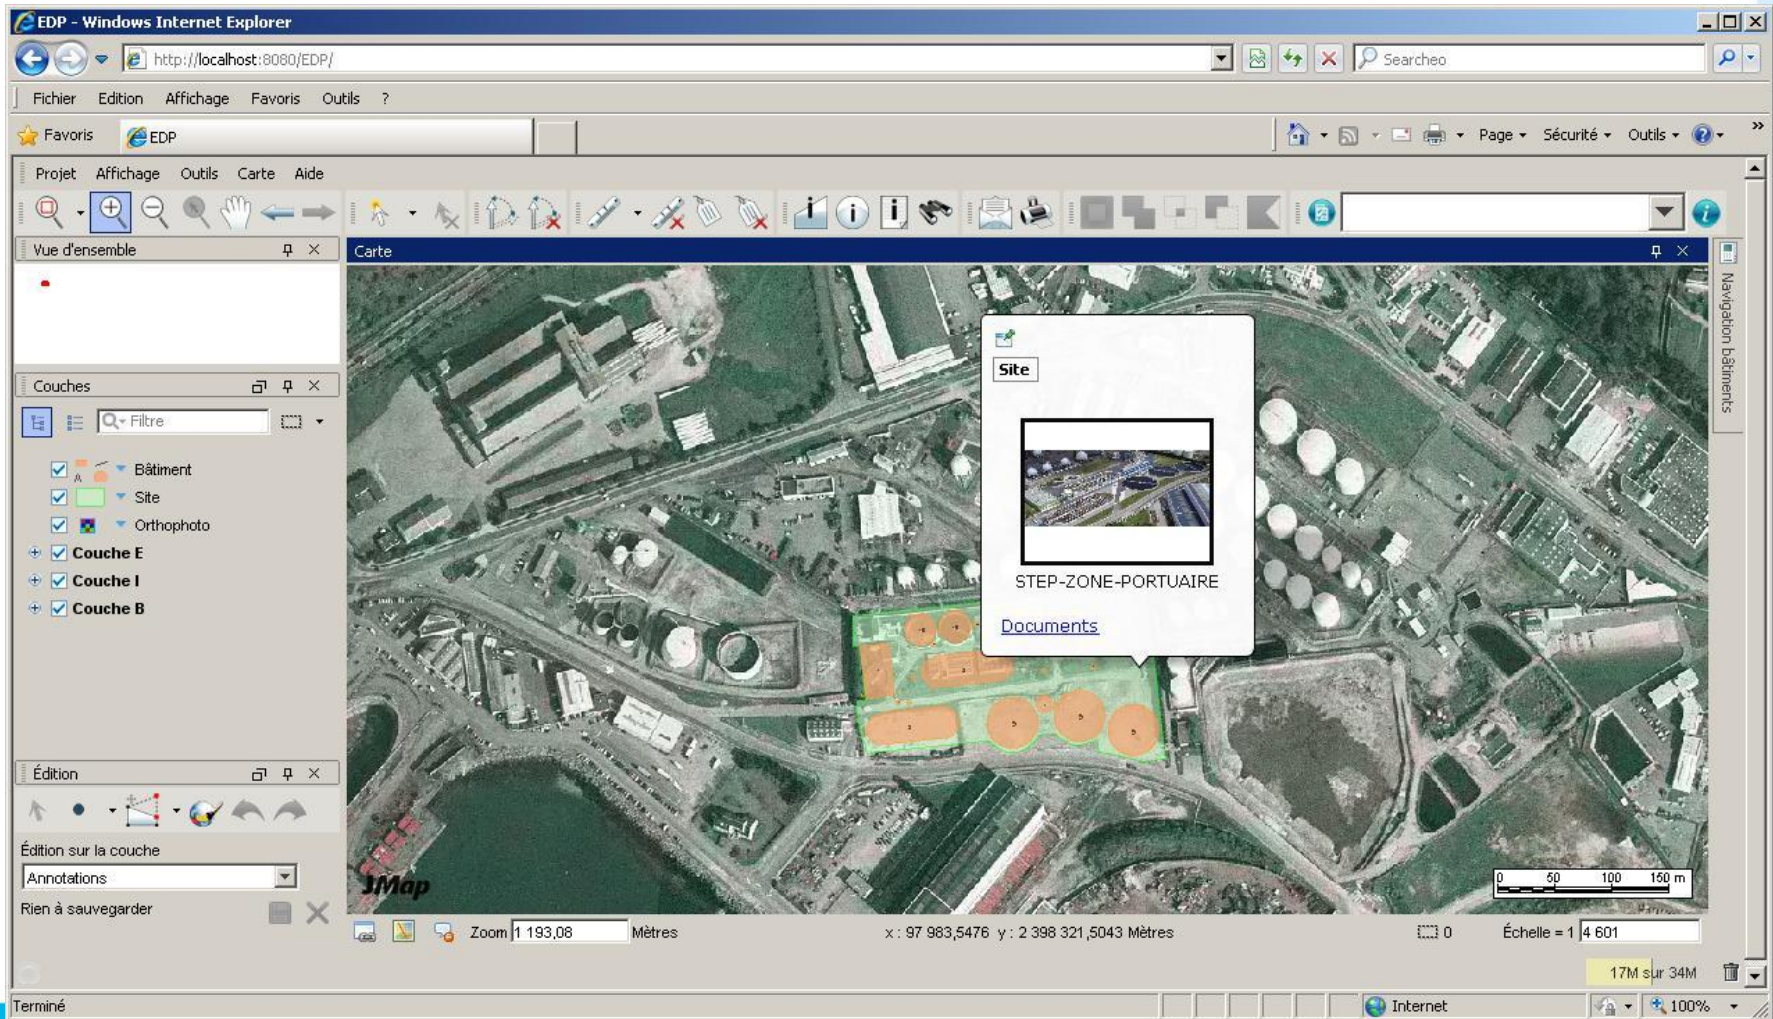 EDP - Windows Internet Explorer
http://localhost:8080/EDP/
Searcheo
Fichier Edition Affichage Favoris Outils ?
Favoris EDP
Page Sécurité Outils
Projet Affichage Outils Carte Aide
Vue d'ensemble
Carte
Navigation bâtiments
Couches
Filtre
Bâtiment
Site
Orthophoto
Couche E
Couche I
Couche B
Site
STEP-ZONE-PORTUAIRE
Documents
Édition
Édition sur la couche
Annotations
Rien à sauvegarder
JMap
0 50 100 150 m
Zoom 1 193,08 Mètres
x : 97 983,5476 y : 2 398 321,5043 Mètres
0
Échelle = 1 4 601
17M sur 34M
Terminé
Internet
100%